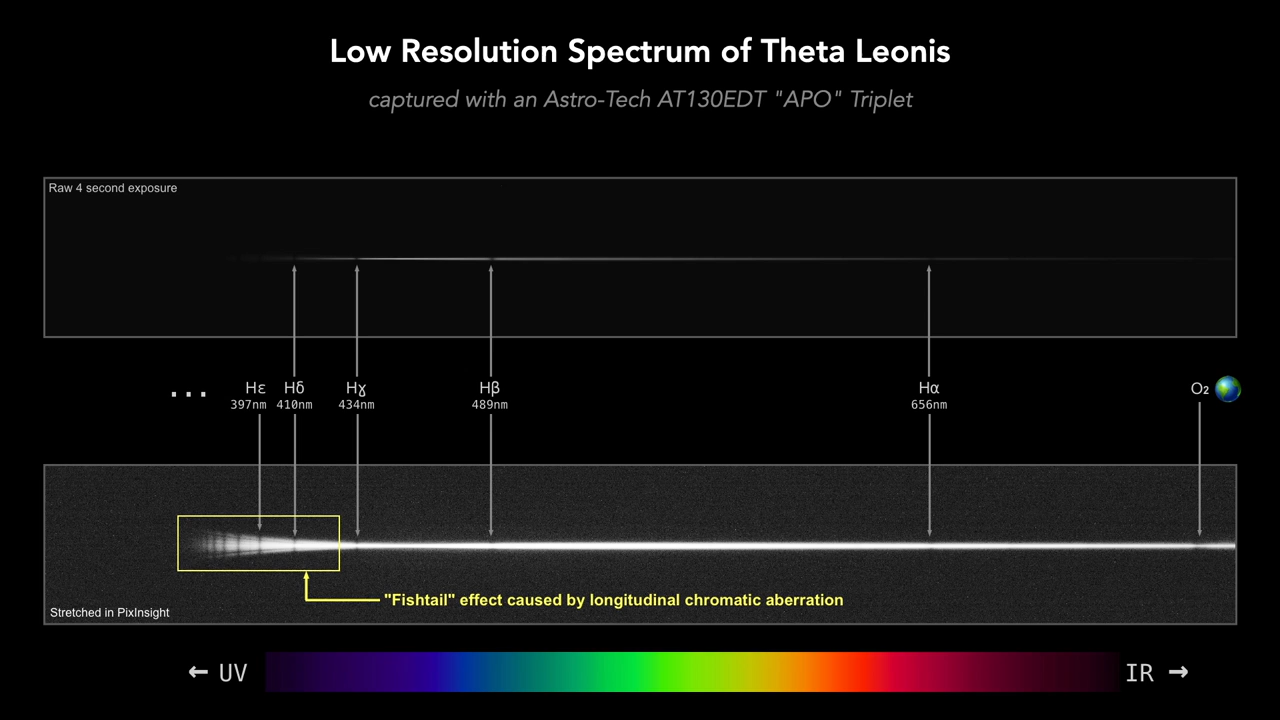 Low Resolution Spectrum of Theta Leonis
captured with an Astro-Tech AT130EDT "APO" Triplet
Raw 4 second exposure
... Hε Hδ Hɣ Hβ Hα O₂
397nm 410nm 434nm 489nm 656nm
"Fishtail" effect caused by longitudinal chromatic aberration
Stretched in PixInsight
← UV IR →